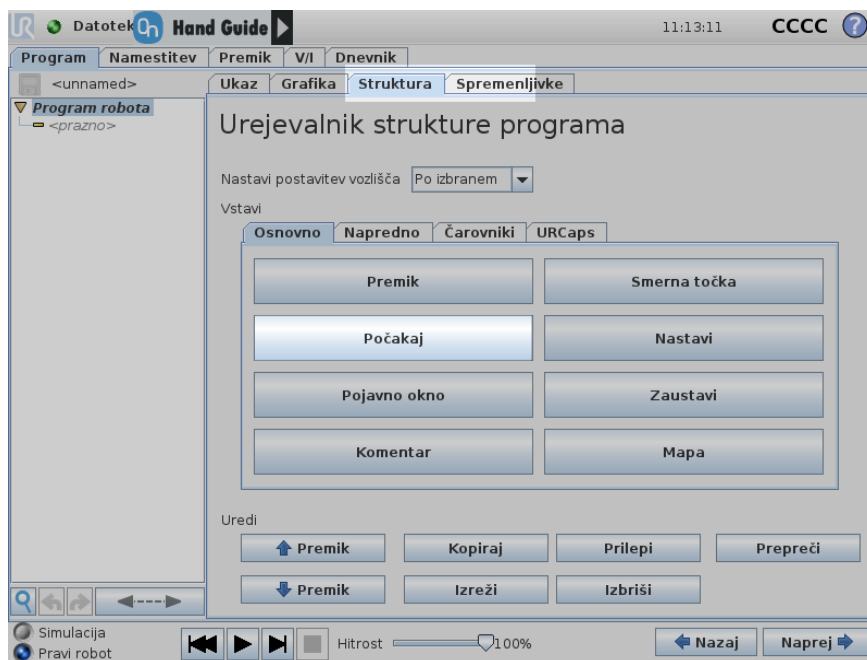 UR Datotek On Hand Guide 11:13:11 CCCC ?
Program Namestitev Premik V/I Dnevnik
<unnamed> Ukaz Grafika Struktura Spremenljivke
Program robota
<prazno>
Urejevalnik strukture programa
Nastavi postavitev vozlišča Po izbranem
Vstavi
Osnovno Napredno Čarovniki URCaps
Premik Smerna točka
Počakaj Nastavi
Pojavno okno Zaustavi
Komentar Mapa
Uredi
Premik Kopiraj Prilepi Prepreči
Premik Izreži Izbriši
Simulacija
Pravi robot
Hitrost 100% Nazaj Naprej